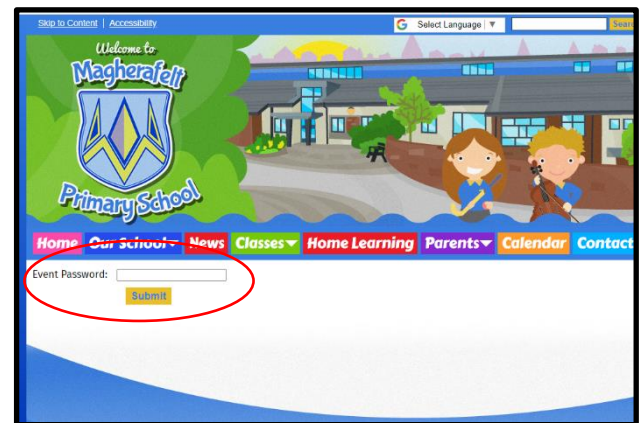 Skip to Content | Accessibility
Select Language ▼
Sear
Welcome to
Magherafelt
Primary School
Home Our School News Classes Home Learning Parents Calendar Contact
Event Password:
Submit